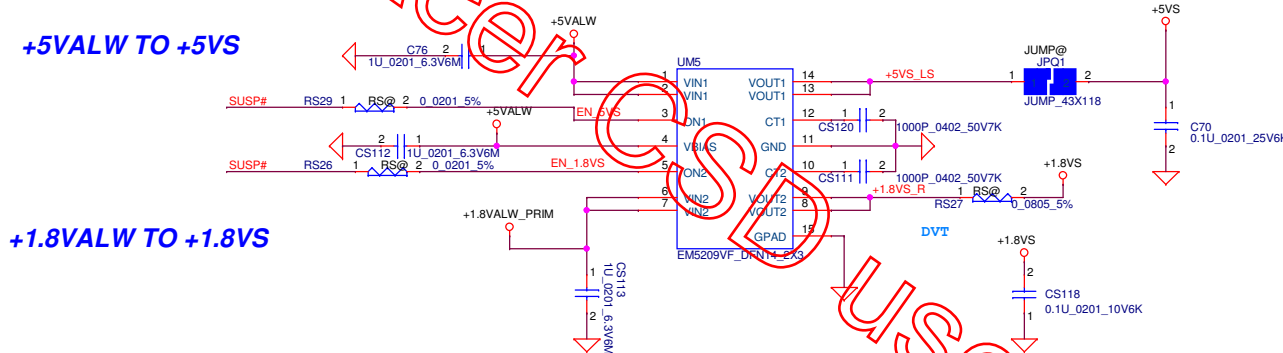 +5VALW TO +5VS
+5VALW
C76 2 1
1U_0201_6.3V6M
SUSP# RS29 1 RS@ 2 0_0201_5%
EN_5VS
+5VALW
CS112 2 1 1U_0201_6.3V6M
SUSP# RS26 1 RS@ 2 0_0201_5%
EN_1.8VS
+1.8VALW TO +1.8VS
+1.8VALW_PRIM
CS113
1U_0201_6.3V6M
1
2
UM5
1 VIN1 VOUT1 14
2 VIN1 VOUT1 13
3 ON1 CT1 12
4 VBIAS GND 11
5 ON2 CT2 10
6 VIN2 VOUT2 9
7 VIN2 VOUT2 8
GPAD 15
EM5209VF_DFN14_2X3
+5VS_LS
JUMP@
JPQ1
1 2
JUMP_43X118
+5VS
CS120 1 2
1000P_0402_50V7K
CS111 1 2
1000P_0402_50V7K
1
C70
0.1U_0201_25V6K
2
+1.8VS_R
1 RS@ 2
RS27 0_0805_5%
+1.8VS
DVT
+1.8VS
2
CS118
0.1U_0201_10V6K
1
cer CSD use